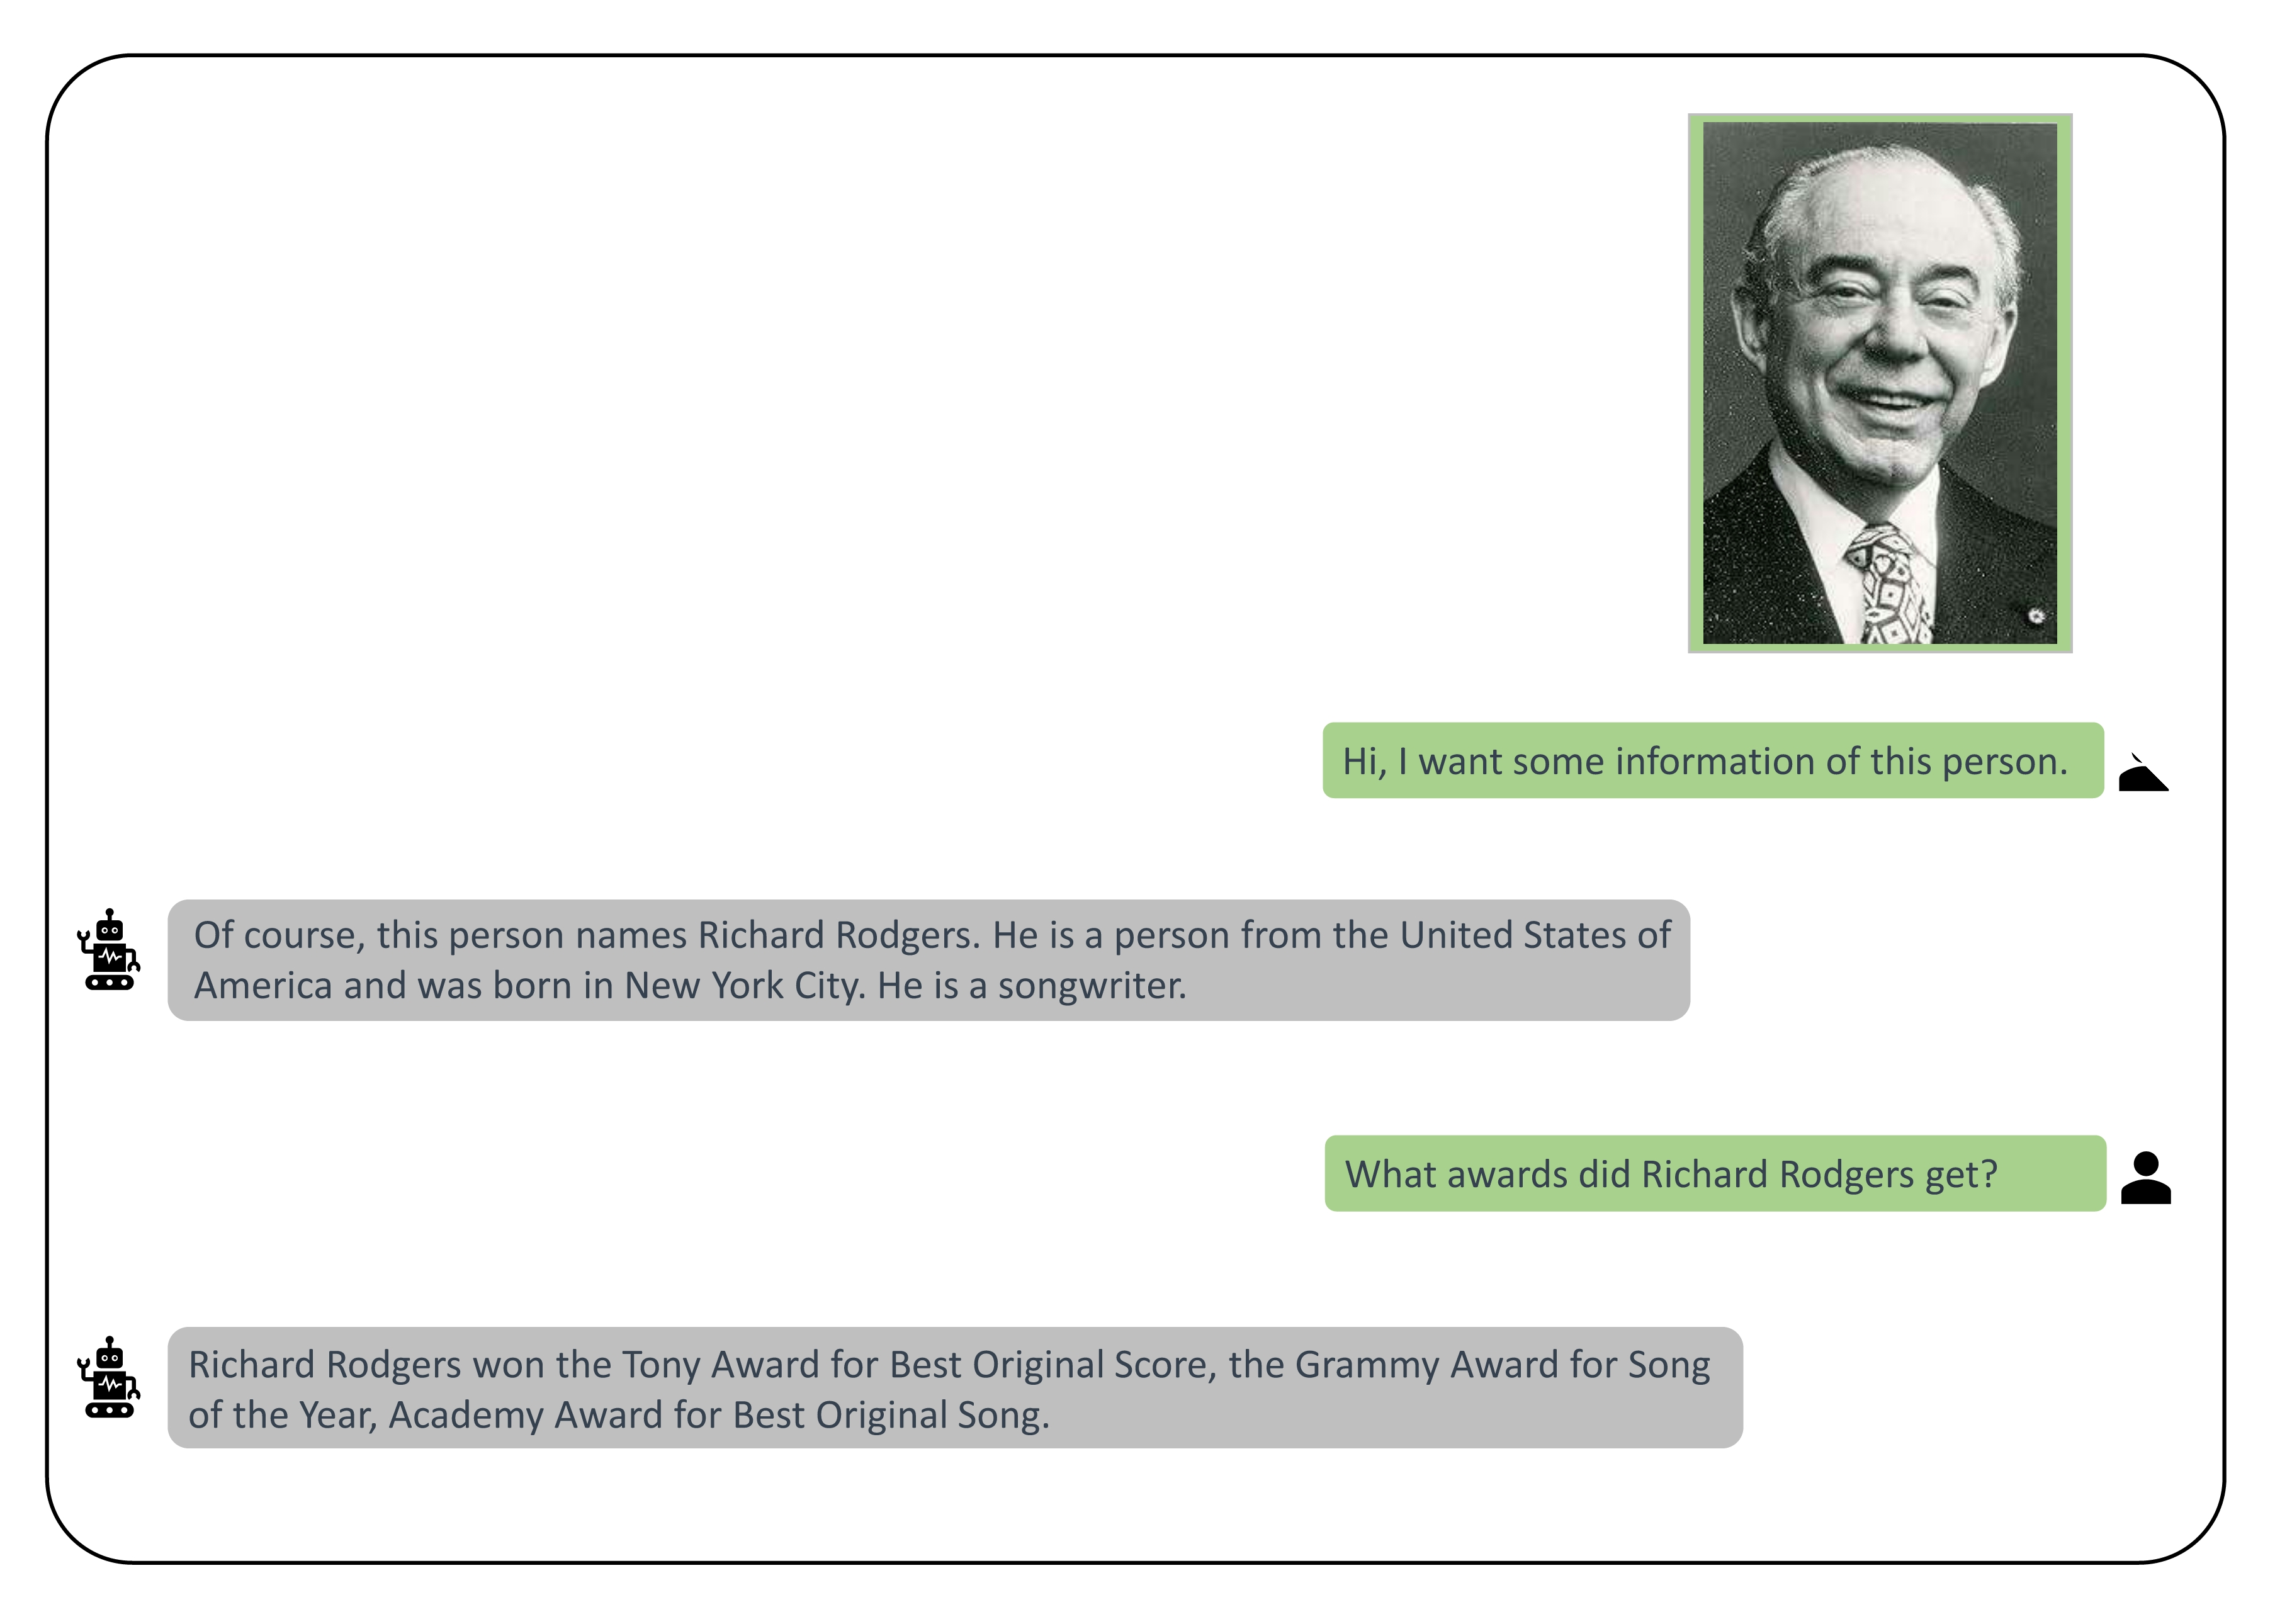 Hi, I want some information of this person.
Of course, this person names Richard Rodgers. He is a person from the United States of
America and was born in New York City. He is a songwriter.
What awards did Richard Rodgers get?
Richard Rodgers won the Tony Award for Best Original Score, the Grammy Award for Song
of the Year, Academy Award for Best Original Song.